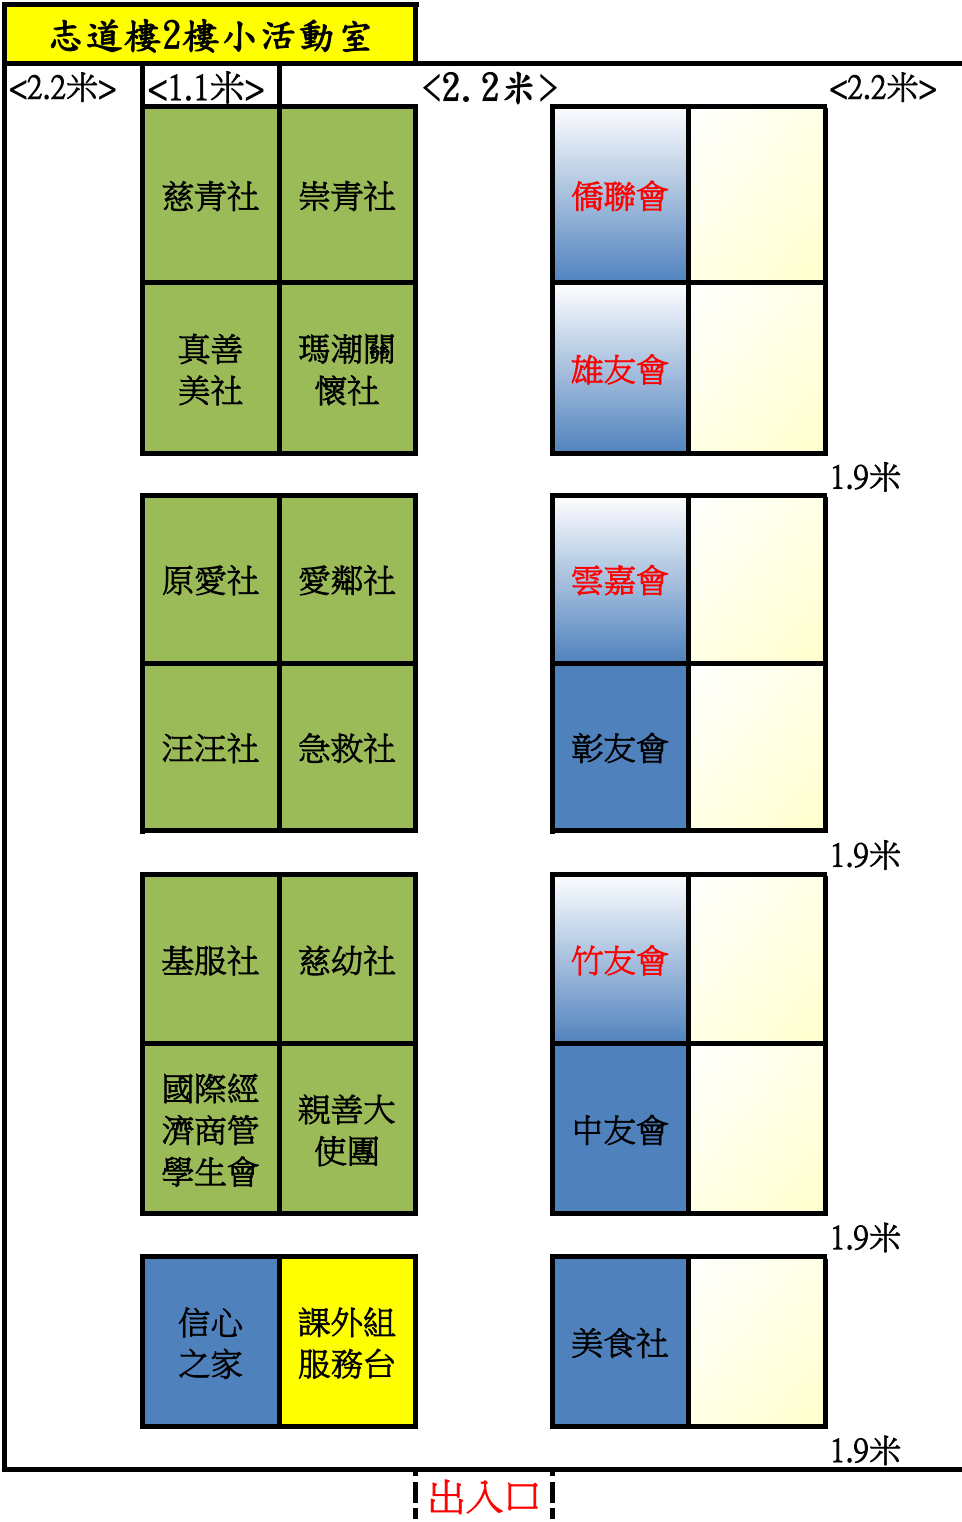 志道樓2樓小活動室
<2.2米>
<1.1米>
<2.2米>
<2.2米>
慈青社
崇青社
僑聯會
真善
美社
瑪潮關
懷社
雄友會
1.9米
原愛社
愛鄰社
雲嘉會
汪汪社
急救社
彰友會
1.9米
基服社
慈幼社
竹友會
國際經
濟商管
學生會
親善大
使團
中友會
1.9米
信心
之家
課外組
服務台
美食社
1.9米
出入口